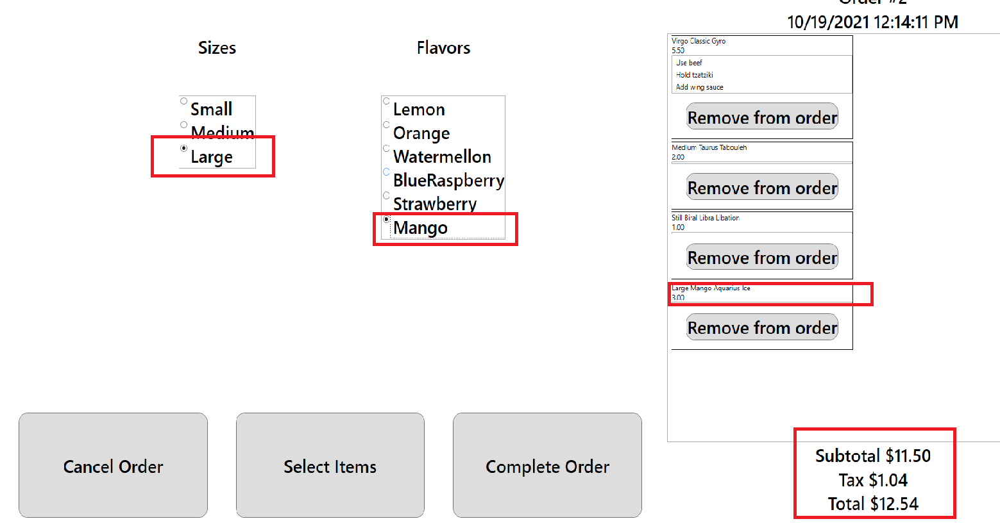 Order #2
10/19/2021 12:14:11 PM
Sizes
Small
Medium
Large
Flavors
Lemon
Orange
Watermellon
BlueRaspberry
Strawberry
Mango
Virgo Classic Gyro
5.50
Use beef
Hold tzatziki
Add wing sauce
Remove from order
Medium Taurus Tabouleh
2.00
Remove from order
Still Biral Libra Libation
1.00
Remove from order
Large Mango Aquarius Ice
3.00
Remove from order
Cancel Order
Select Items
Complete Order
Subtotal $11.50
Tax $1.04
Total $12.54